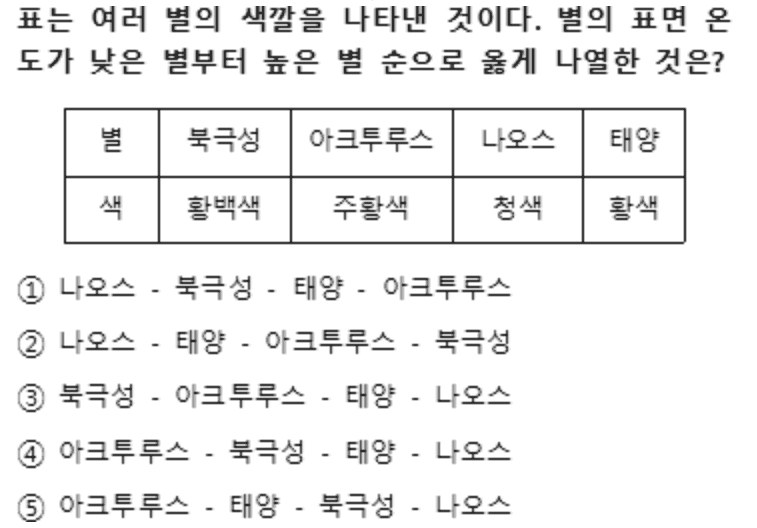 표는 여러 별의 색깔을 나타낸 것이다. 별의 표면 온
도가 낮은 별부터 높은 별 순으로 옳게 나열한 것은?
별 북극성 아크투루스 나오스 태양
색 황백색 주황색 청색 황색
① 나오스 - 북극성 - 태양 - 아크투루스
② 나오스 - 태양 - 아크투루스 - 북극성
③ 북극성 - 아크투루스 - 태양 - 나오스
④ 아크투루스 - 북극성 - 태양 - 나오스
⑤ 아크투루스 - 태양 - 북극성 - 나오스